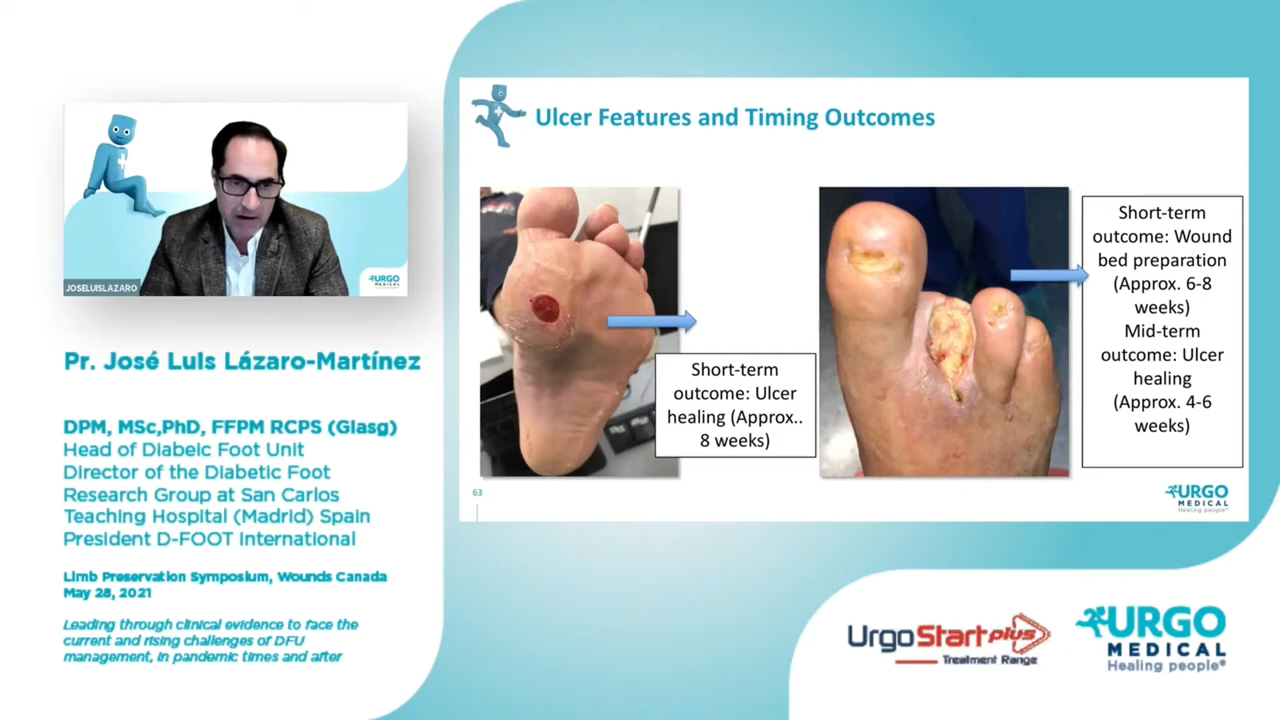 JOSELUISLAZARO
URGO
MEDICAL
Pr. José Luis Lázaro-Martínez
DPM, MSc,PhD, FFPM RCPS (Glasg)
Head of Diabeic Foot Unit
Director of the Diabetic Foot
Research Group at San Carlos
Teaching Hospital (Madrid) Spain
President D-FOOT International
Limb Preservation Symposium, Wounds Canada
May 28, 2021
Leading through clinical evidence to face the
current and rising challenges of DFU
management, in pandemic times and after
Ulcer Features and Timing Outcomes
Short-term
outcome: Ulcer
healing (Approx..
8 weeks)
Short-term
outcome: Wound
bed preparation
(Approx. 6-8
weeks)
Mid-term
outcome: Ulcer
healing
(Approx. 4-6
weeks)
63
URGO
MEDICAL
Healing people®
UrgoStart plus
Treatment Range
URGO
MEDICAL
Healing people®